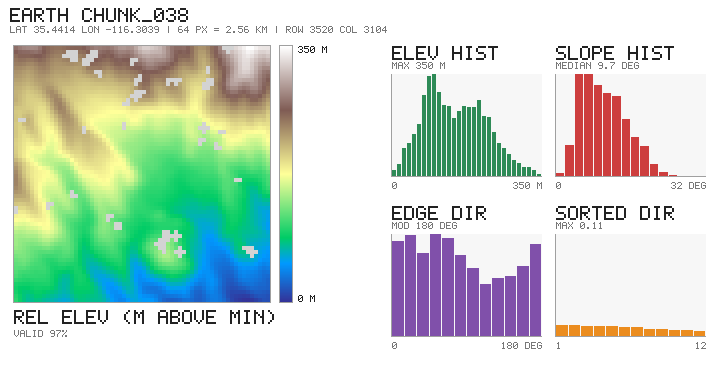 EARTH CHUNK_038
LAT 35.4414 LON -116.3039 | 64 PX = 2.56 KM | ROW 3520 COL 3104
350 M
0 M
REL ELEV (M ABOVE MIN)
VALID 97%
ELEV HIST
MAX 350 M
0 350 M
SLOPE HIST
MEDIAN 9.7 DEG
0 32 DEG
EDGE DIR
MOD 180 DEG
0 180 DEG
SORTED DIR
MAX 0.11
1 12